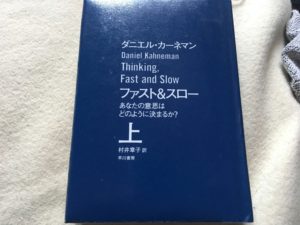 ダニエル・カーネマン
Daniel Kahneman
Thinking,
Fast and Slow
ファスト&スロー
あなたの意思は
どのように決まるか?
上
村井章子 訳
早川書房